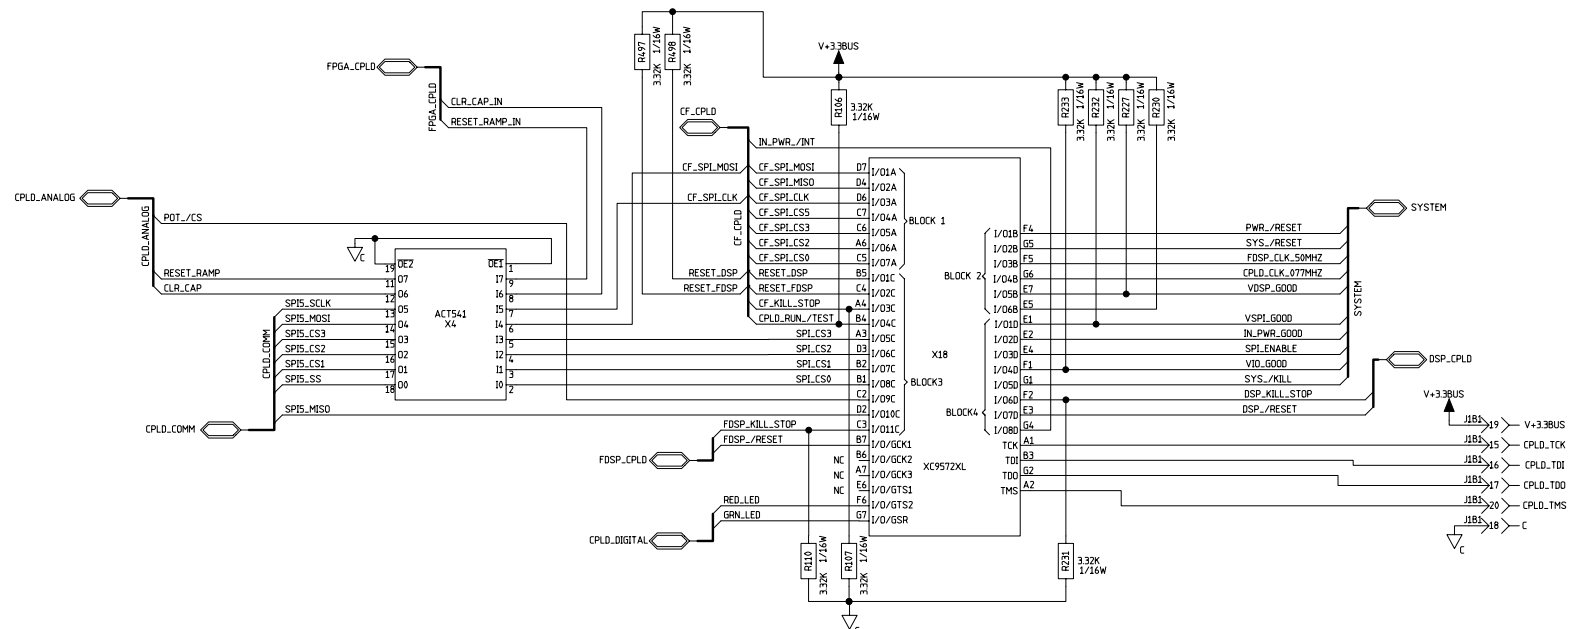 R497 3.32K 1/16W
R498 3.32K 1/16W
V+3.3BUS
FPGA_CPLD
FPGA_CPLD
CLR_CAP_IN
RESET_RAMP_IN
R106 3.32K 1/16W
R233 3.32K 1/16W
R232 3.32K 1/16W
R227 3.32K 1/16W
R230 3.32K 1/16W
CF_CPLD
CF_CPLD
IN_PWR_/INT
CF_SPI_MOSI CF_SPI_MOSI D7 I/O1A
CF_SPI_MISO D4 I/O2A
CF_SPI_CLK CF_SPI_CLK D6 I/O3A
CF_SPI_CS5 C7 I/O4A
CF_SPI_CS3 C6 I/O5A
CF_SPI_CS2 A6 I/O6A
CF_SPI_CS0 C5 I/O7A
BLOCK 1
RESET_DSP RESET_DSP B5 I/O1C
RESET_FDSP RESET_FDSP C4 I/O2C
CF_KILL_STOP A4 I/O3C
CPLD_RUN_/TEST B4 I/O4C
SPI_CS3 A3 I/O5C
SPI_CS2 D3 I/O6C
SPI_CS1 B2 I/O7C
SPI_CS0 B1 I/O8C
C2 I/O9C
D2 I/O10C
C3 I/O11C
BLOCK3
B7 I/O/GCK1
NC B6 I/O/GCK2
NC A7 I/O/GCK3
NC E6 I/O/GTS1
F6 I/O/GTS2
G7 I/O/GSR
X18
XC9572XL
CPLD_ANALOG
CPLD_ANALOG
POT_/CS
RESET_RAMP
CLR_CAP
C
OE2 19
O7 11
O6 12
O5 13
O4 14
O3 15
O2 16
O1 17
O0 18
ACT541
X4
OE1 1
I7 9
I6 8
I5 7
I4 6
I3 5
I2 4
I1 3
I0 2
SPI5_SCLK
SPI5_MOSI
SPI5_CS3
SPI5_CS2
SPI5_CS1
SPI5_SS
SPI5_MISO
CPLD_COMM
CPLD_COMM
FDSP_KILL_STOP
FDSP_/RESET
FDSP_CPLD
RED_LED
GRN_LED
CPLD_DIGITAL
R110 3.32K 1/16W
R107 3.32K 1/16W
C
BLOCK 2
I/O1B F4 PWR_/RESET
I/O2B G5 SYS_/RESET
I/O3B F5 FDSP_CLK_50MHZ
I/O4B G6 CPLD_CLK_077MHZ
I/O5B E7 VDSP_GOOD
I/O6B E5
BLOCK4
I/O1D E1 VSPI_GOOD
I/O2D E2 IN_PWR_GOOD
I/O3D E4 SPI_ENABLE
I/O4D F1 VIO_GOOD
I/O5D G1 SYS_/KILL
I/O6D F2 DSP_KILL_STOP
I/O7D E3 DSP_/RESET
I/O8D G4
TCK A1
TDI B3
TDO G2
TMS A2
SYSTEM
SYSTEM
DSP_CPLD
R231 3.32K 1/16W
V+3.3BUS
J1B1 19 V+3.3BUS
J1B1 15 CPLD_TCK
J1B1 16 CPLD_TDI
J1B1 17 CPLD_TDO
J1B1 20 CPLD_TMS
J1B1 18 C
C